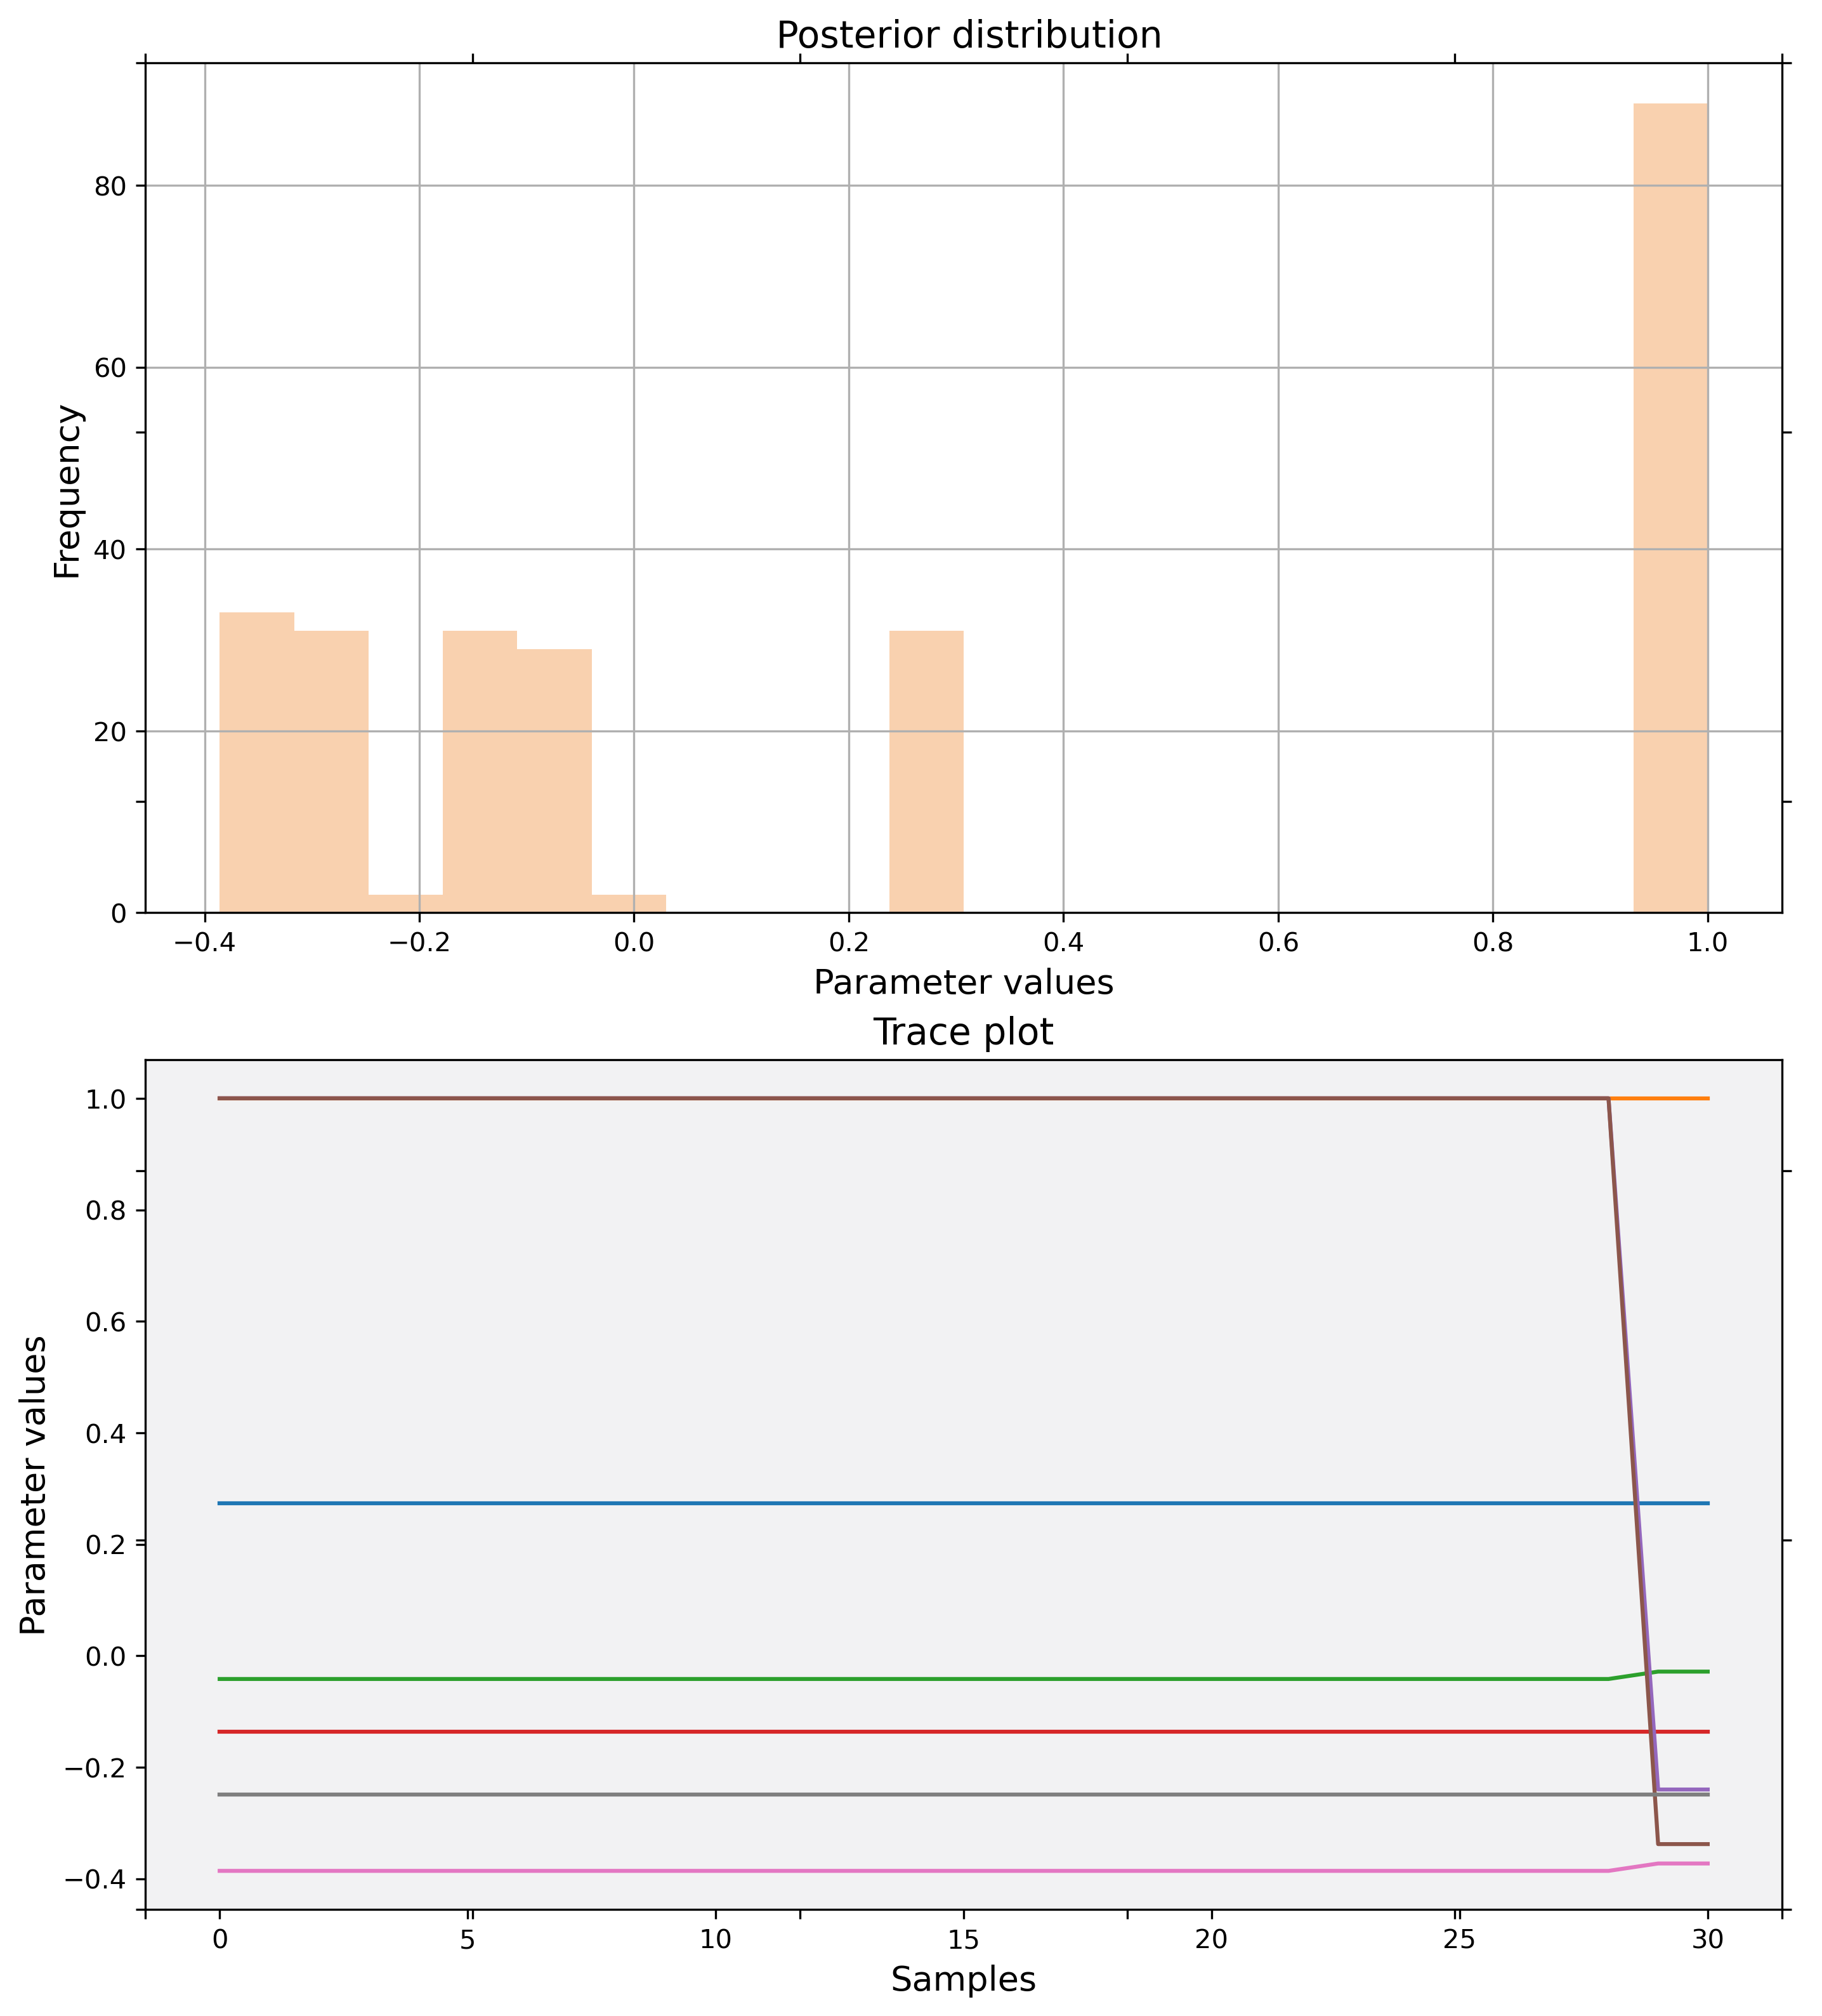 Posterior distribution
80
60
40
20
0
Frequency
−0.4 −0.2 0.0 0.2 0.4 0.6 0.8 1.0
Parameter values
Trace plot
1.0
0.8
0.6
0.4
0.2
0.0
−0.2
−0.4
Parameter values
0 5 10 15 20 25 30
Samples